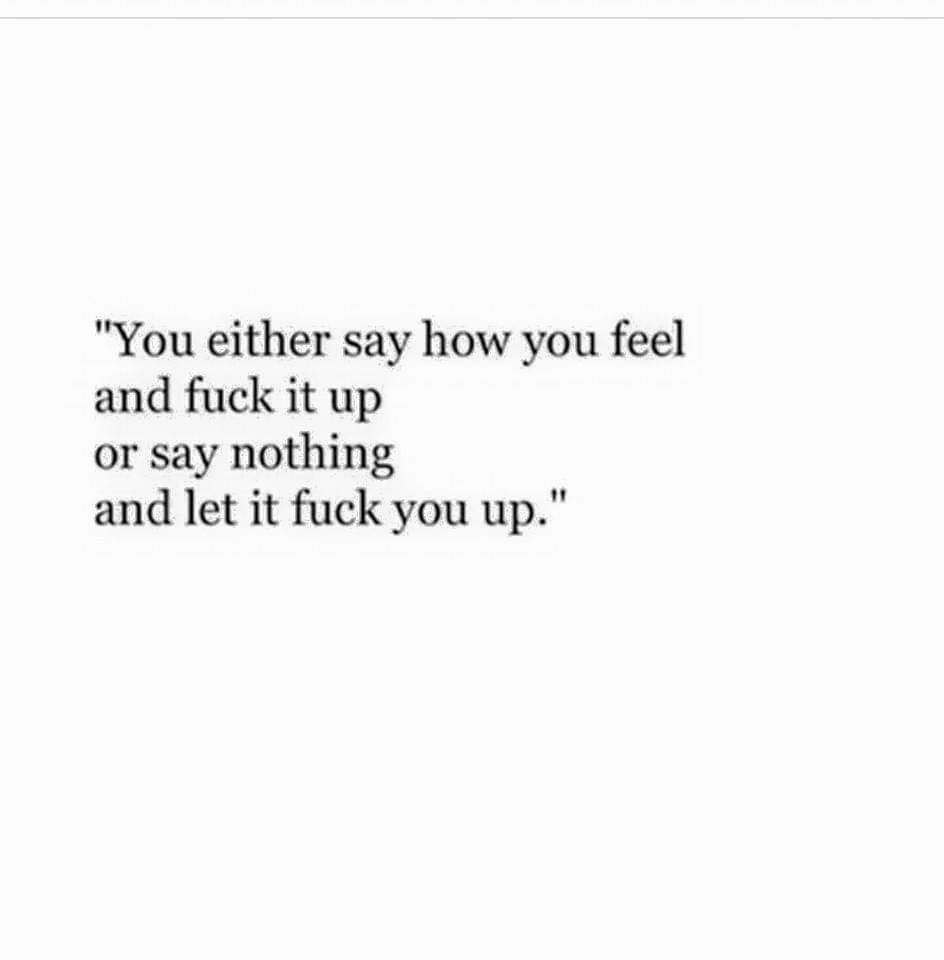 "You either say how you feel
and fuck it up
or say nothing
and let it fuck you up."